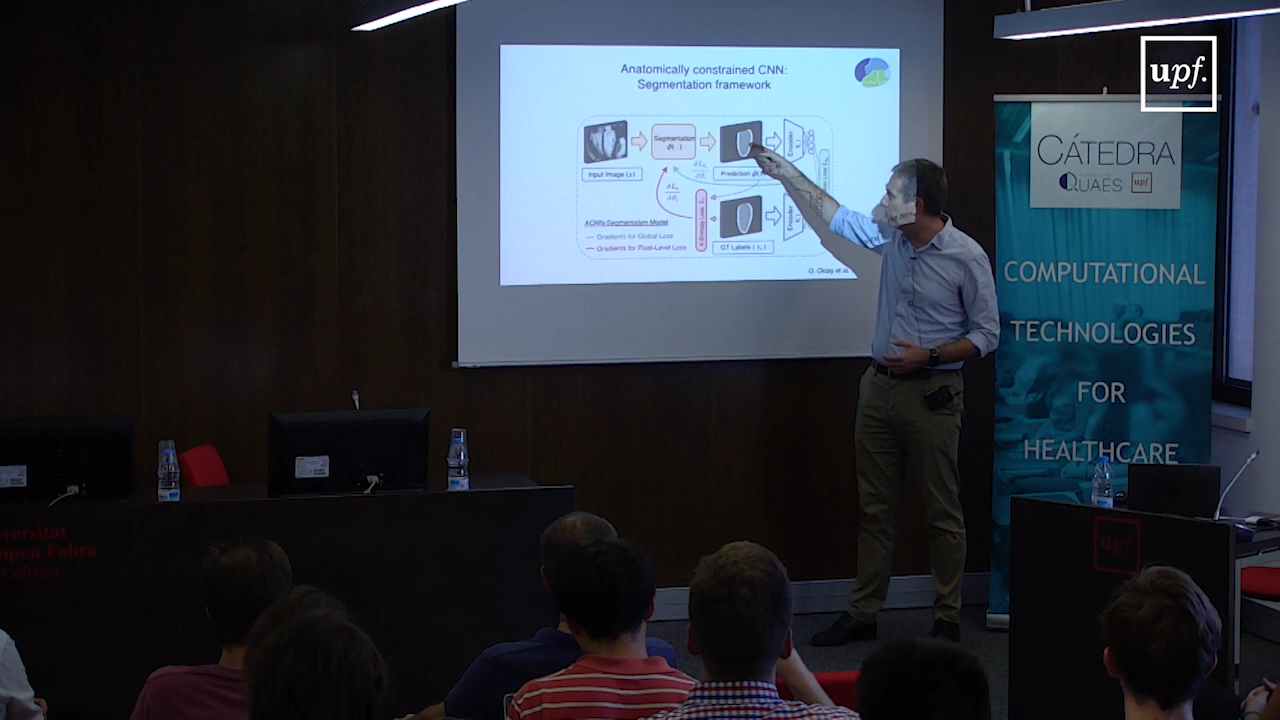 Anatomically constrained CNN:
Segmentation framework
Segmentation
Input Image (x)
Prediction
Encoder
ACNN Segmentation Model
Gradients for Global Loss
Gradients for Pixel-Level Loss
GT Labels
Encoder
O. Oktay et al.
upf.
CÁTEDRA
QUAES
upf
COMPUTATIONAL
TECHNOLOGIES
FOR
HEALTHCARE
upf.